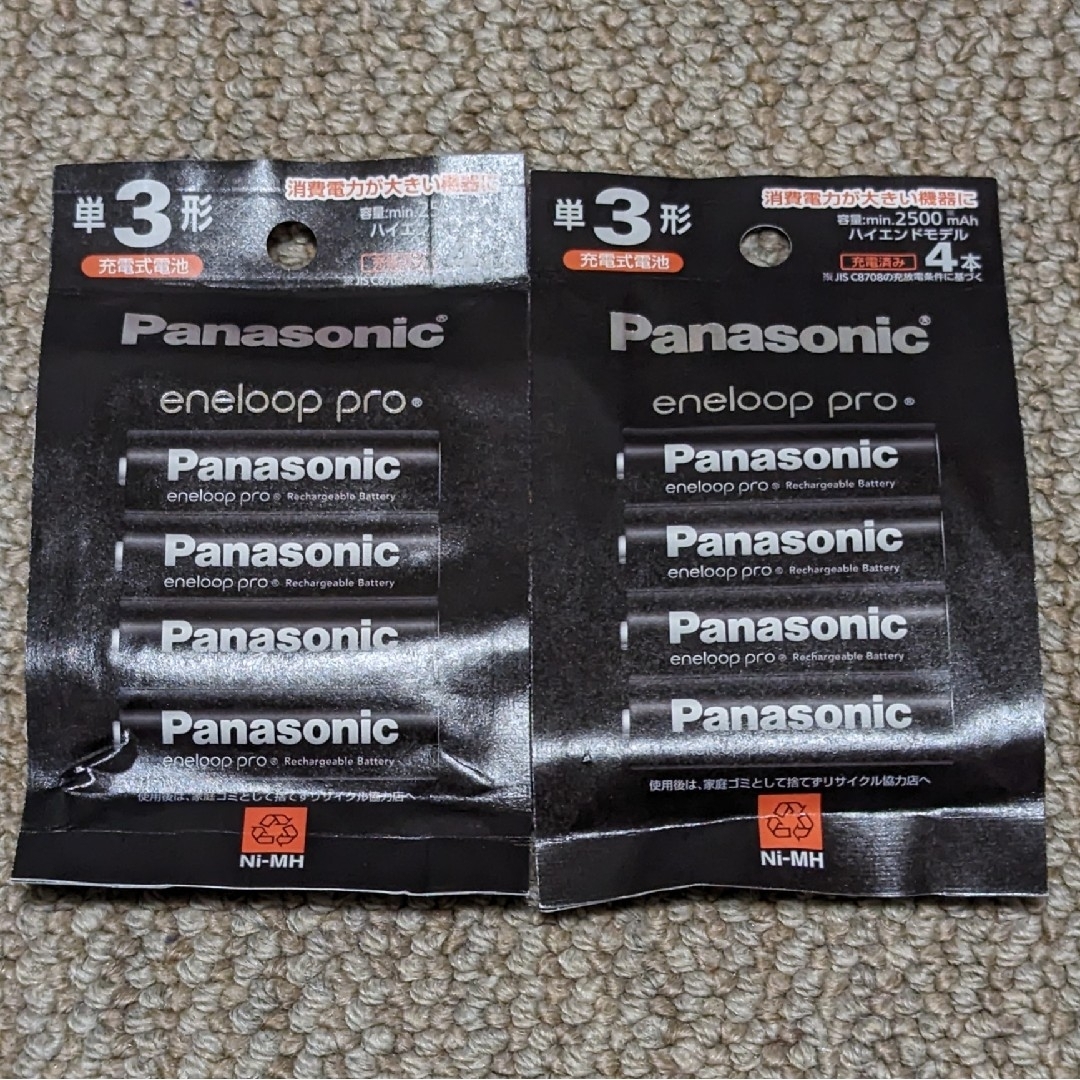 単3形
充電式電池
消費電力が大きい機器に
容量:min.25
ハイエン
Panasonic®
eneloop pro®
Panasonic
eneloop pro® Rechargeable Battery
Panasonic
eneloop pro® Rechargeable Battery
Panasonic
Panasonic
eneloop pro® Rechargeable Battery
使用後は、家庭ゴミとして捨てずリサイクル協力店へ
Ni-MH
単3形
充電式電池
消費電力が大きい機器に
容量:min.2500 mAh
ハイエンドモデル
充電済み 4本
※JIS C8708の充放電条件に基づく
Panasonic®
eneloop pro®
Panasonic
eneloop pro® Rechargeable Battery
Panasonic
eneloop pro® Rechargeable Battery
Panasonic
eneloop pro® Rechargeable Battery
Panasonic
使用後は、家庭ゴミとして捨てずリサイクル協力店へ
Ni-MH